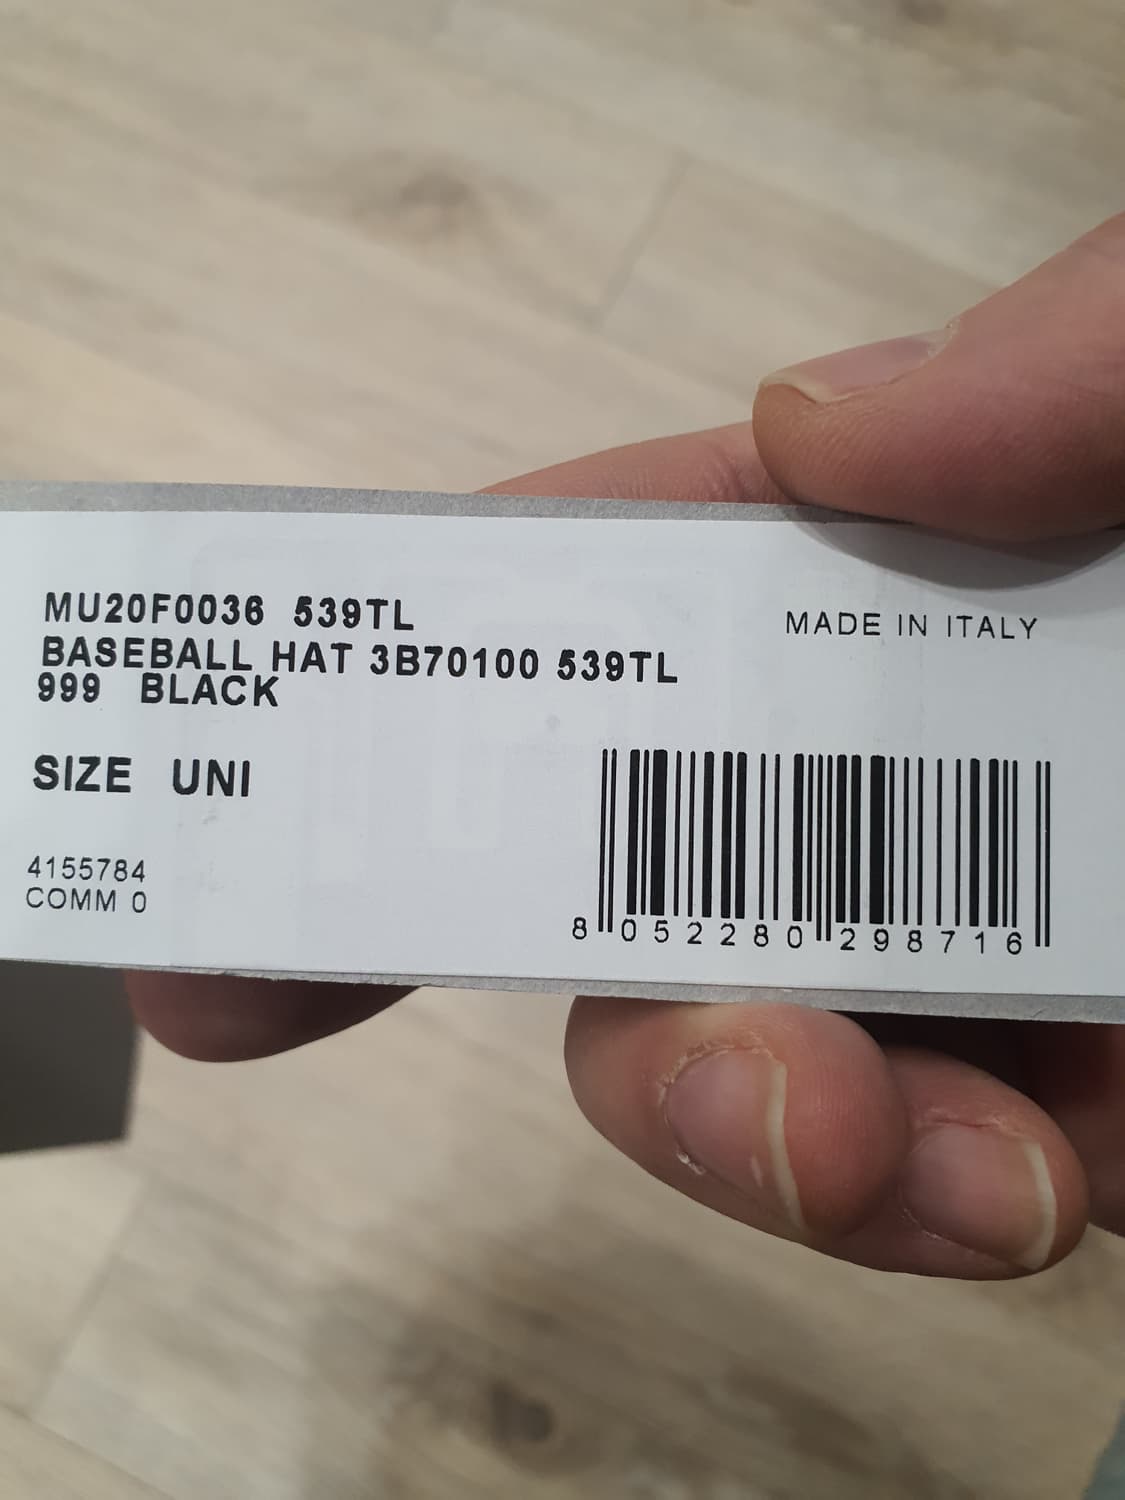 MU20F0036 539TL
BASEBALL HAT 3B70100 539TL
999 BLACK
MADE IN ITALY
SIZE UNI
4155784
COMM 0
8 052280 298716